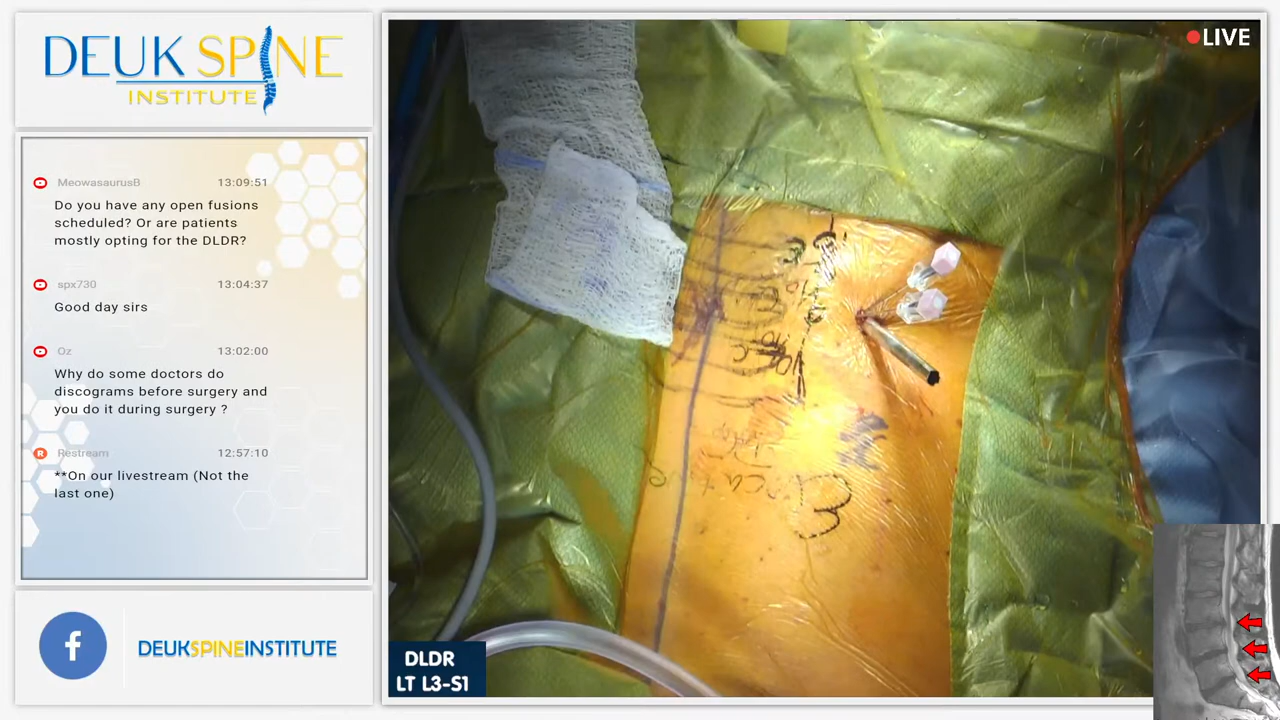 DEUK SPINE
INSTITUTE
MeowasaurusB 13:09:51
Do you have any open fusions
scheduled? Or are patients
mostly opting for the DLDR?
spx730 13:04:37
Good day sirs
Oz 13:02:00
Why do some doctors do
discograms before surgery and
you do it during surgery ?
Restream 12:57:10
**On our livestream (Not the
last one)
DEUKSPINEINSTITUTE
LIVE
DLDR
LT L3-S1